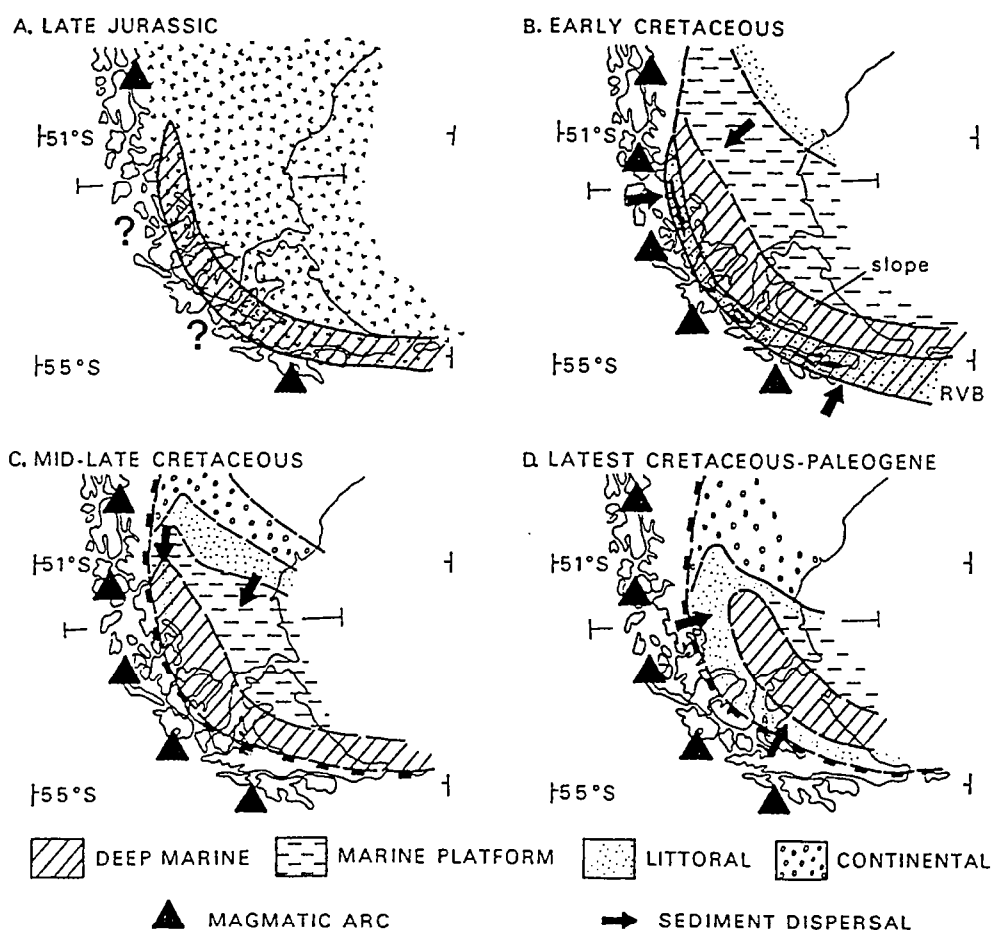 A. LATE JURASSIC
51°S
?
?
55°S
B. EARLY CRETACEOUS
51°S
slope
55°S
RVB
C. MID-LATE CRETACEOUS
51°S
55°S
D. LATEST CRETACEOUS-PALEOGENE
51°S
55°S
DEEP MARINE
MARINE PLATFORM
LITTORAL
CONTINENTAL
MAGMATIC ARC
SEDIMENT DISPERSAL